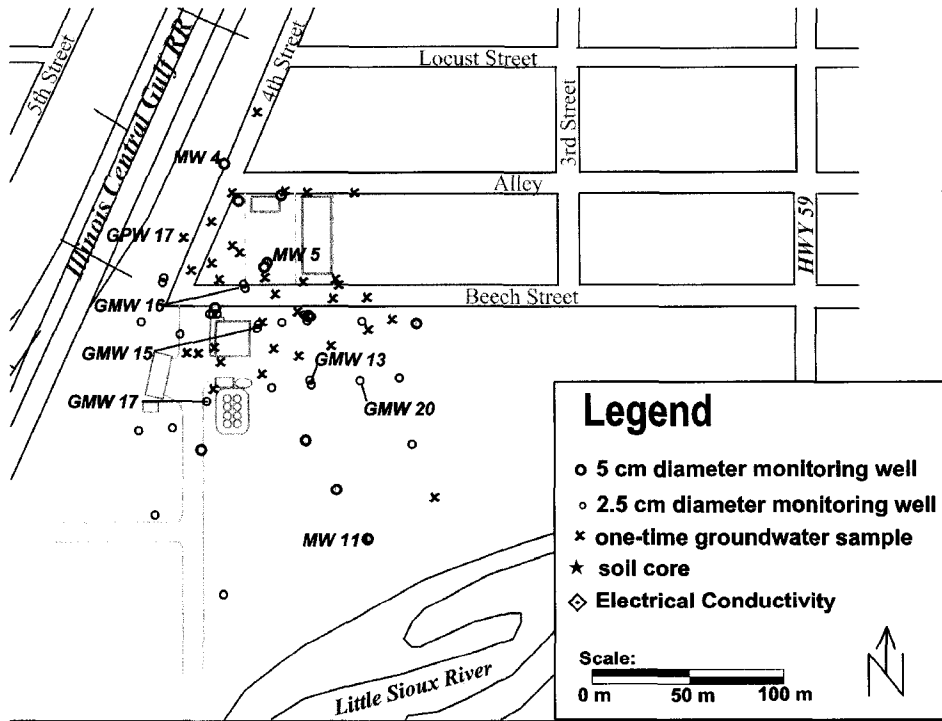 5th Street
Illinois Central Gulf RR
4th Street
Locust Street
3rd Street
HWY 59
MW 4
Alley
GPW 17
MW 5
GMW 16
Beech Street
GMW 15
GMW 13
GMW 17
GMW 20
MW 11
Little Sioux River
Legend
5 cm diameter monitoring well
2.5 cm diameter monitoring well
one-time groundwater sample
soil core
Electrical Conductivity
Scale:
0 m 50 m 100 m
N